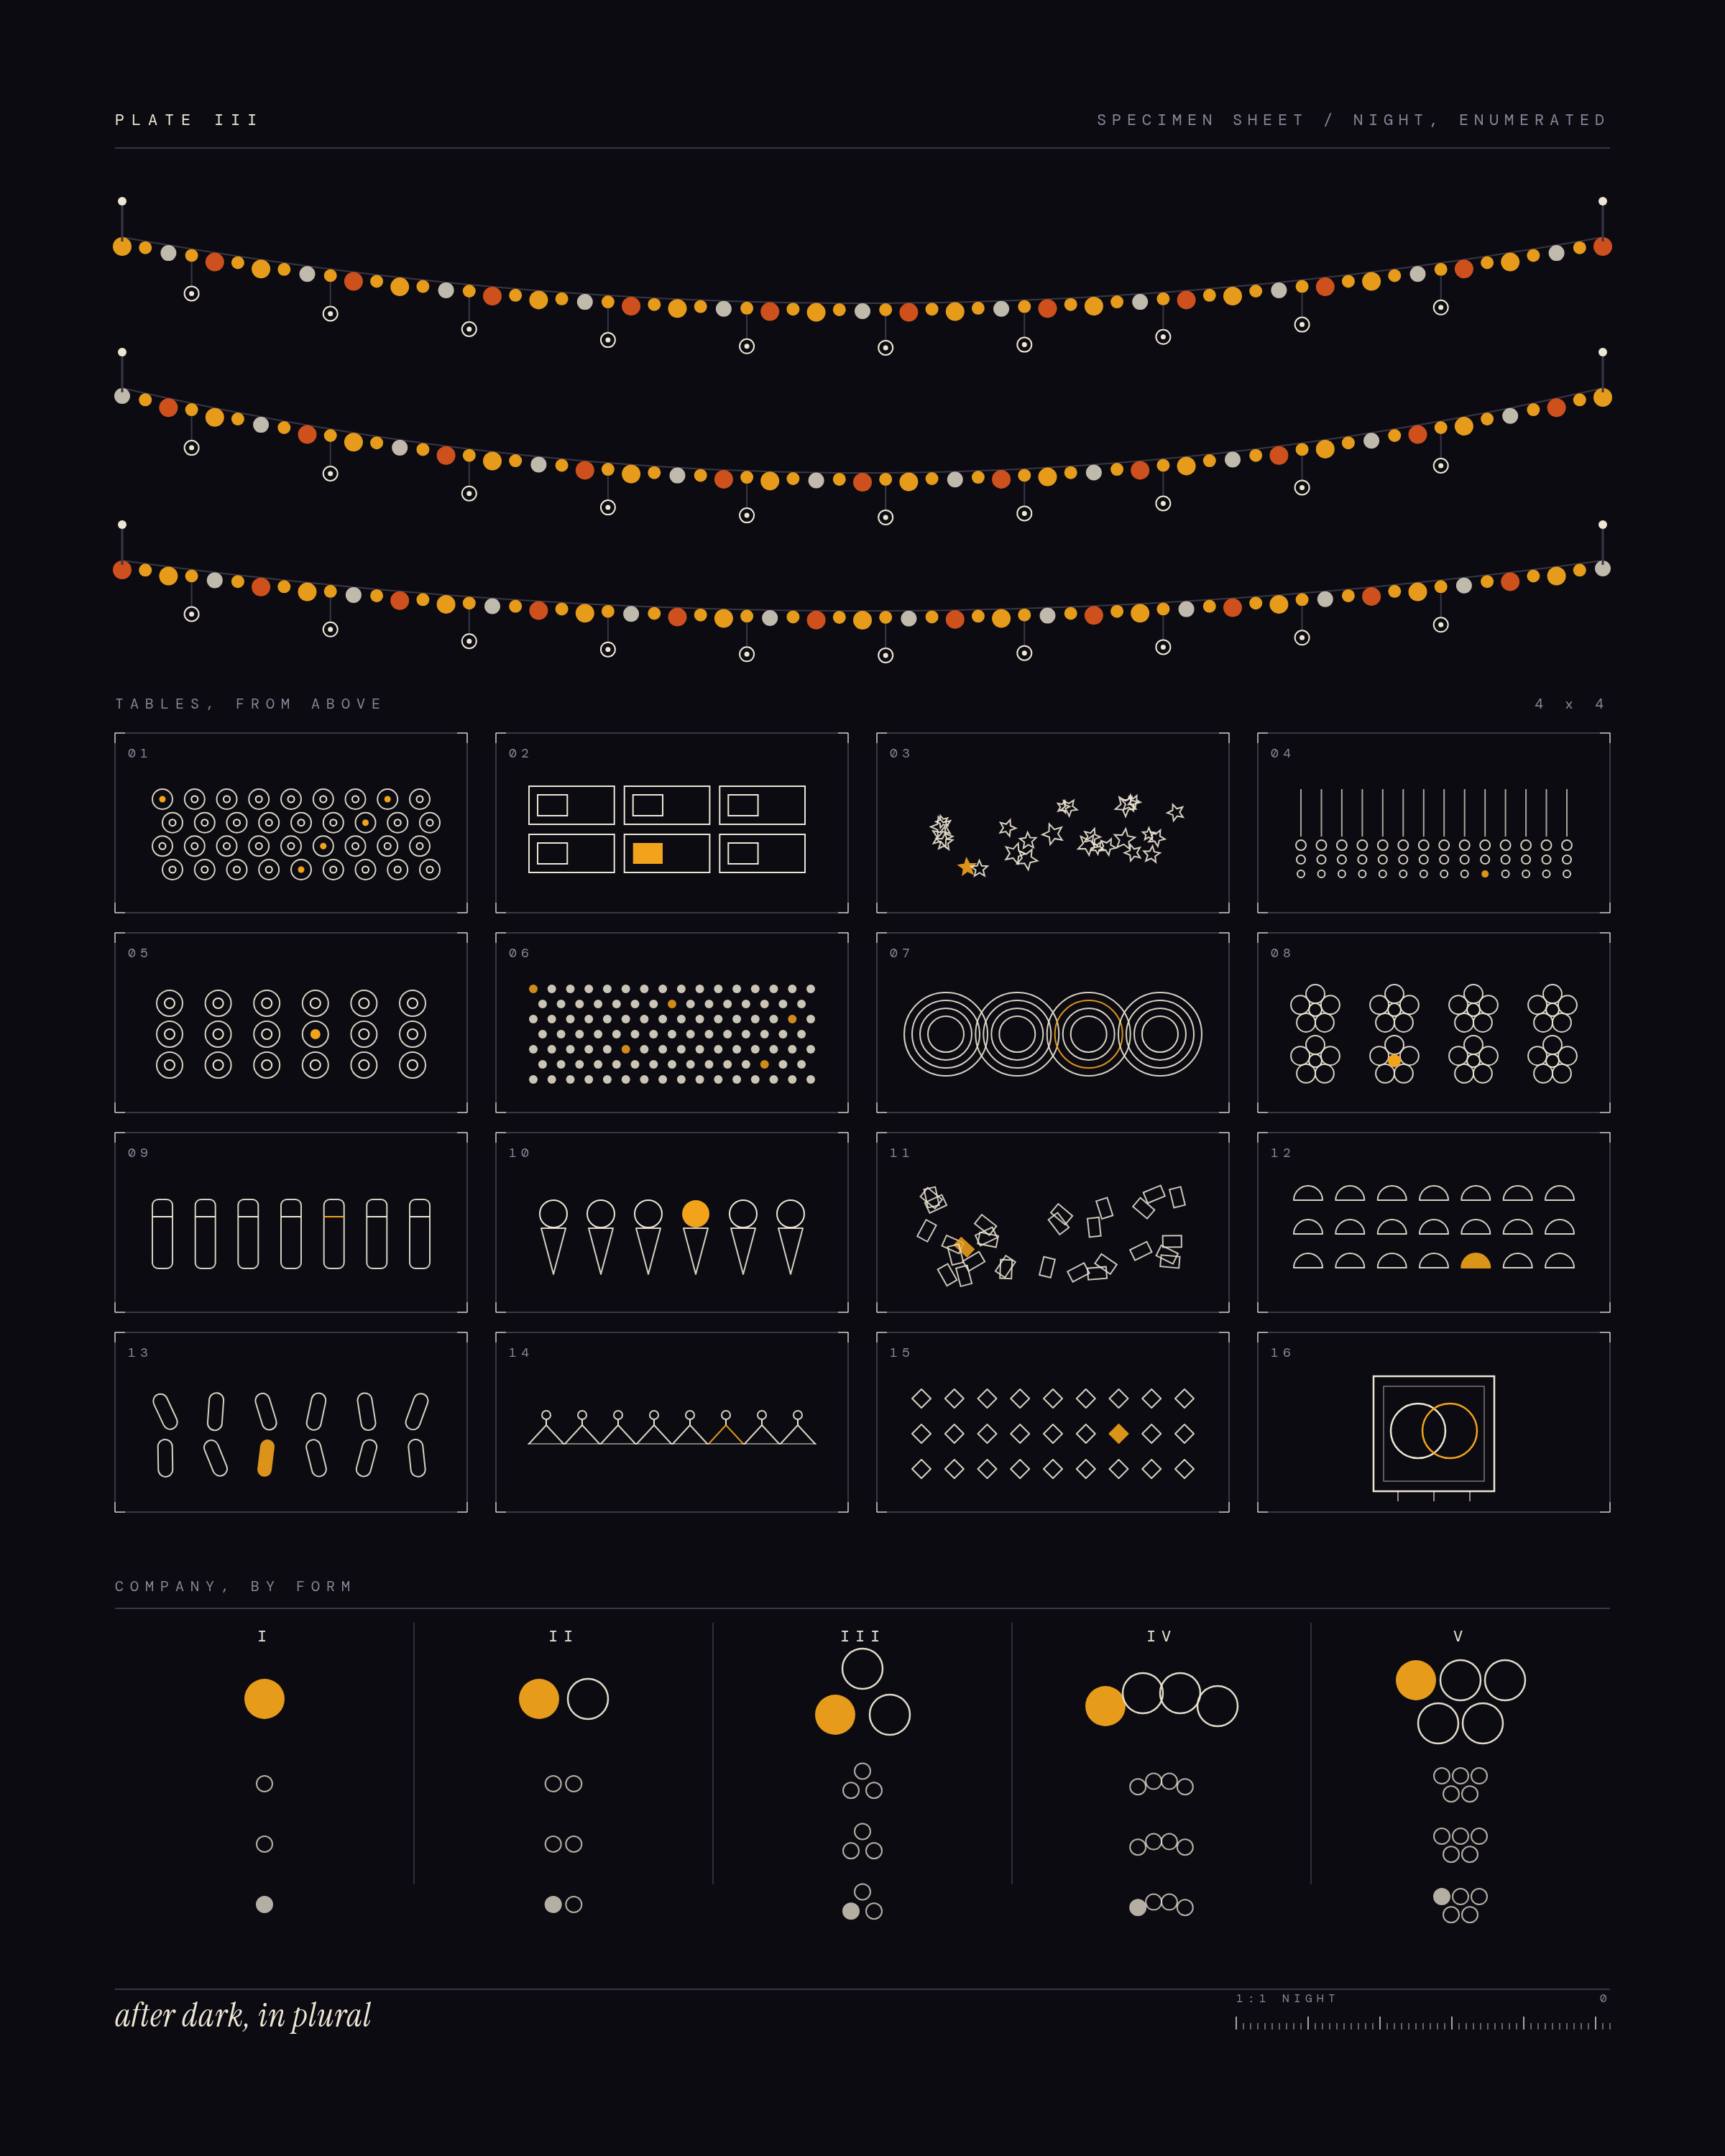 PLATE III
SPECIMEN SHEET / NIGHT, ENUMERATED
TABLES, FROM ABOVE
4 x 4
01
02
03
04
05
06
07
08
09
10
11
12
13
14
15
16
COMPANY, BY FORM
I
II
III
IV
V
after dark, in plural
1:1 NIGHT
0